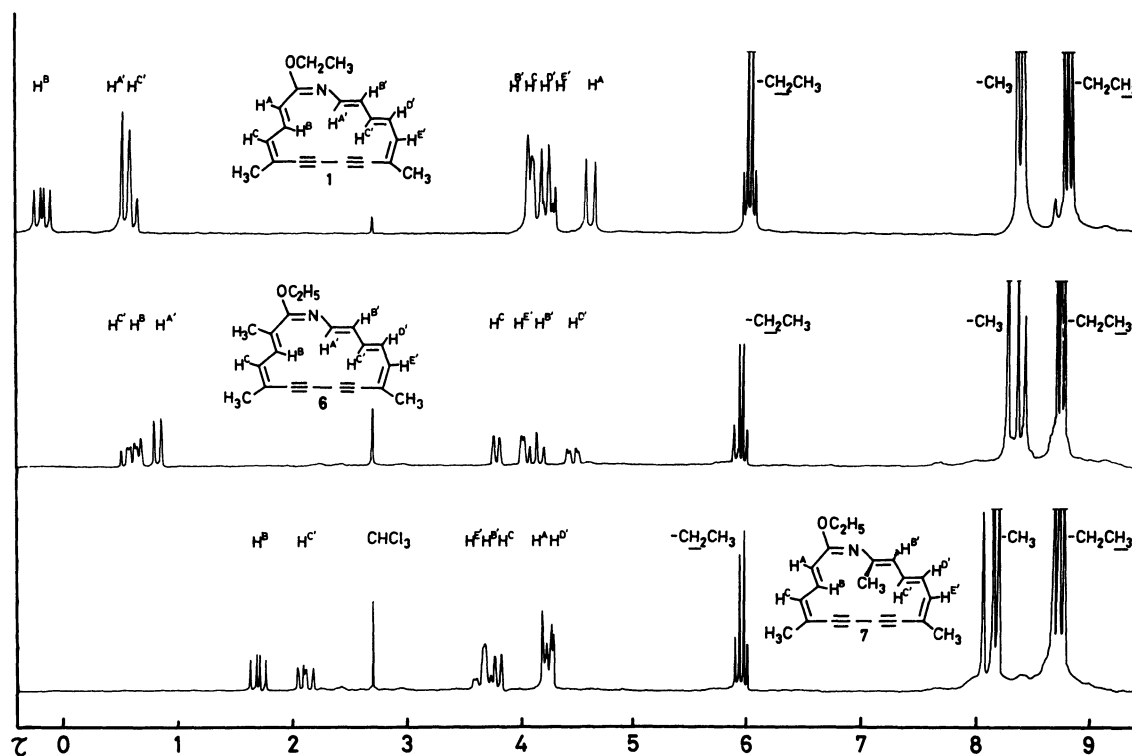 H^B H^A' H^C' H^B' H^C H^D' H^E' H^A -CH2CH3 -CH3 -CH2CH
OCH2CH3
N
H^A H^B'
H^B H^A' H^D'
H^C H^C' H^E'
H3C CH3
1
H^C' H^B H^A' H^C H^E' H^B' H^D' -CH2CH3 -CH3 -CH2CH3
OC2H5
H3C N H^B'
H^B H^A' H^D'
H^C H^C' H^E'
H3C CH3
6
H^B H^C' CHCl3 H^E' H^B' H^C H^A H^D' -CH2CH3 -CH3 -CH2CH3
OC2H5
N H^B'
H^A CH3 H^D'
H^B H^C' H^E'
H^C
H3C CH3
7
τ 0 1 2 3 4 5 6 7 8 9